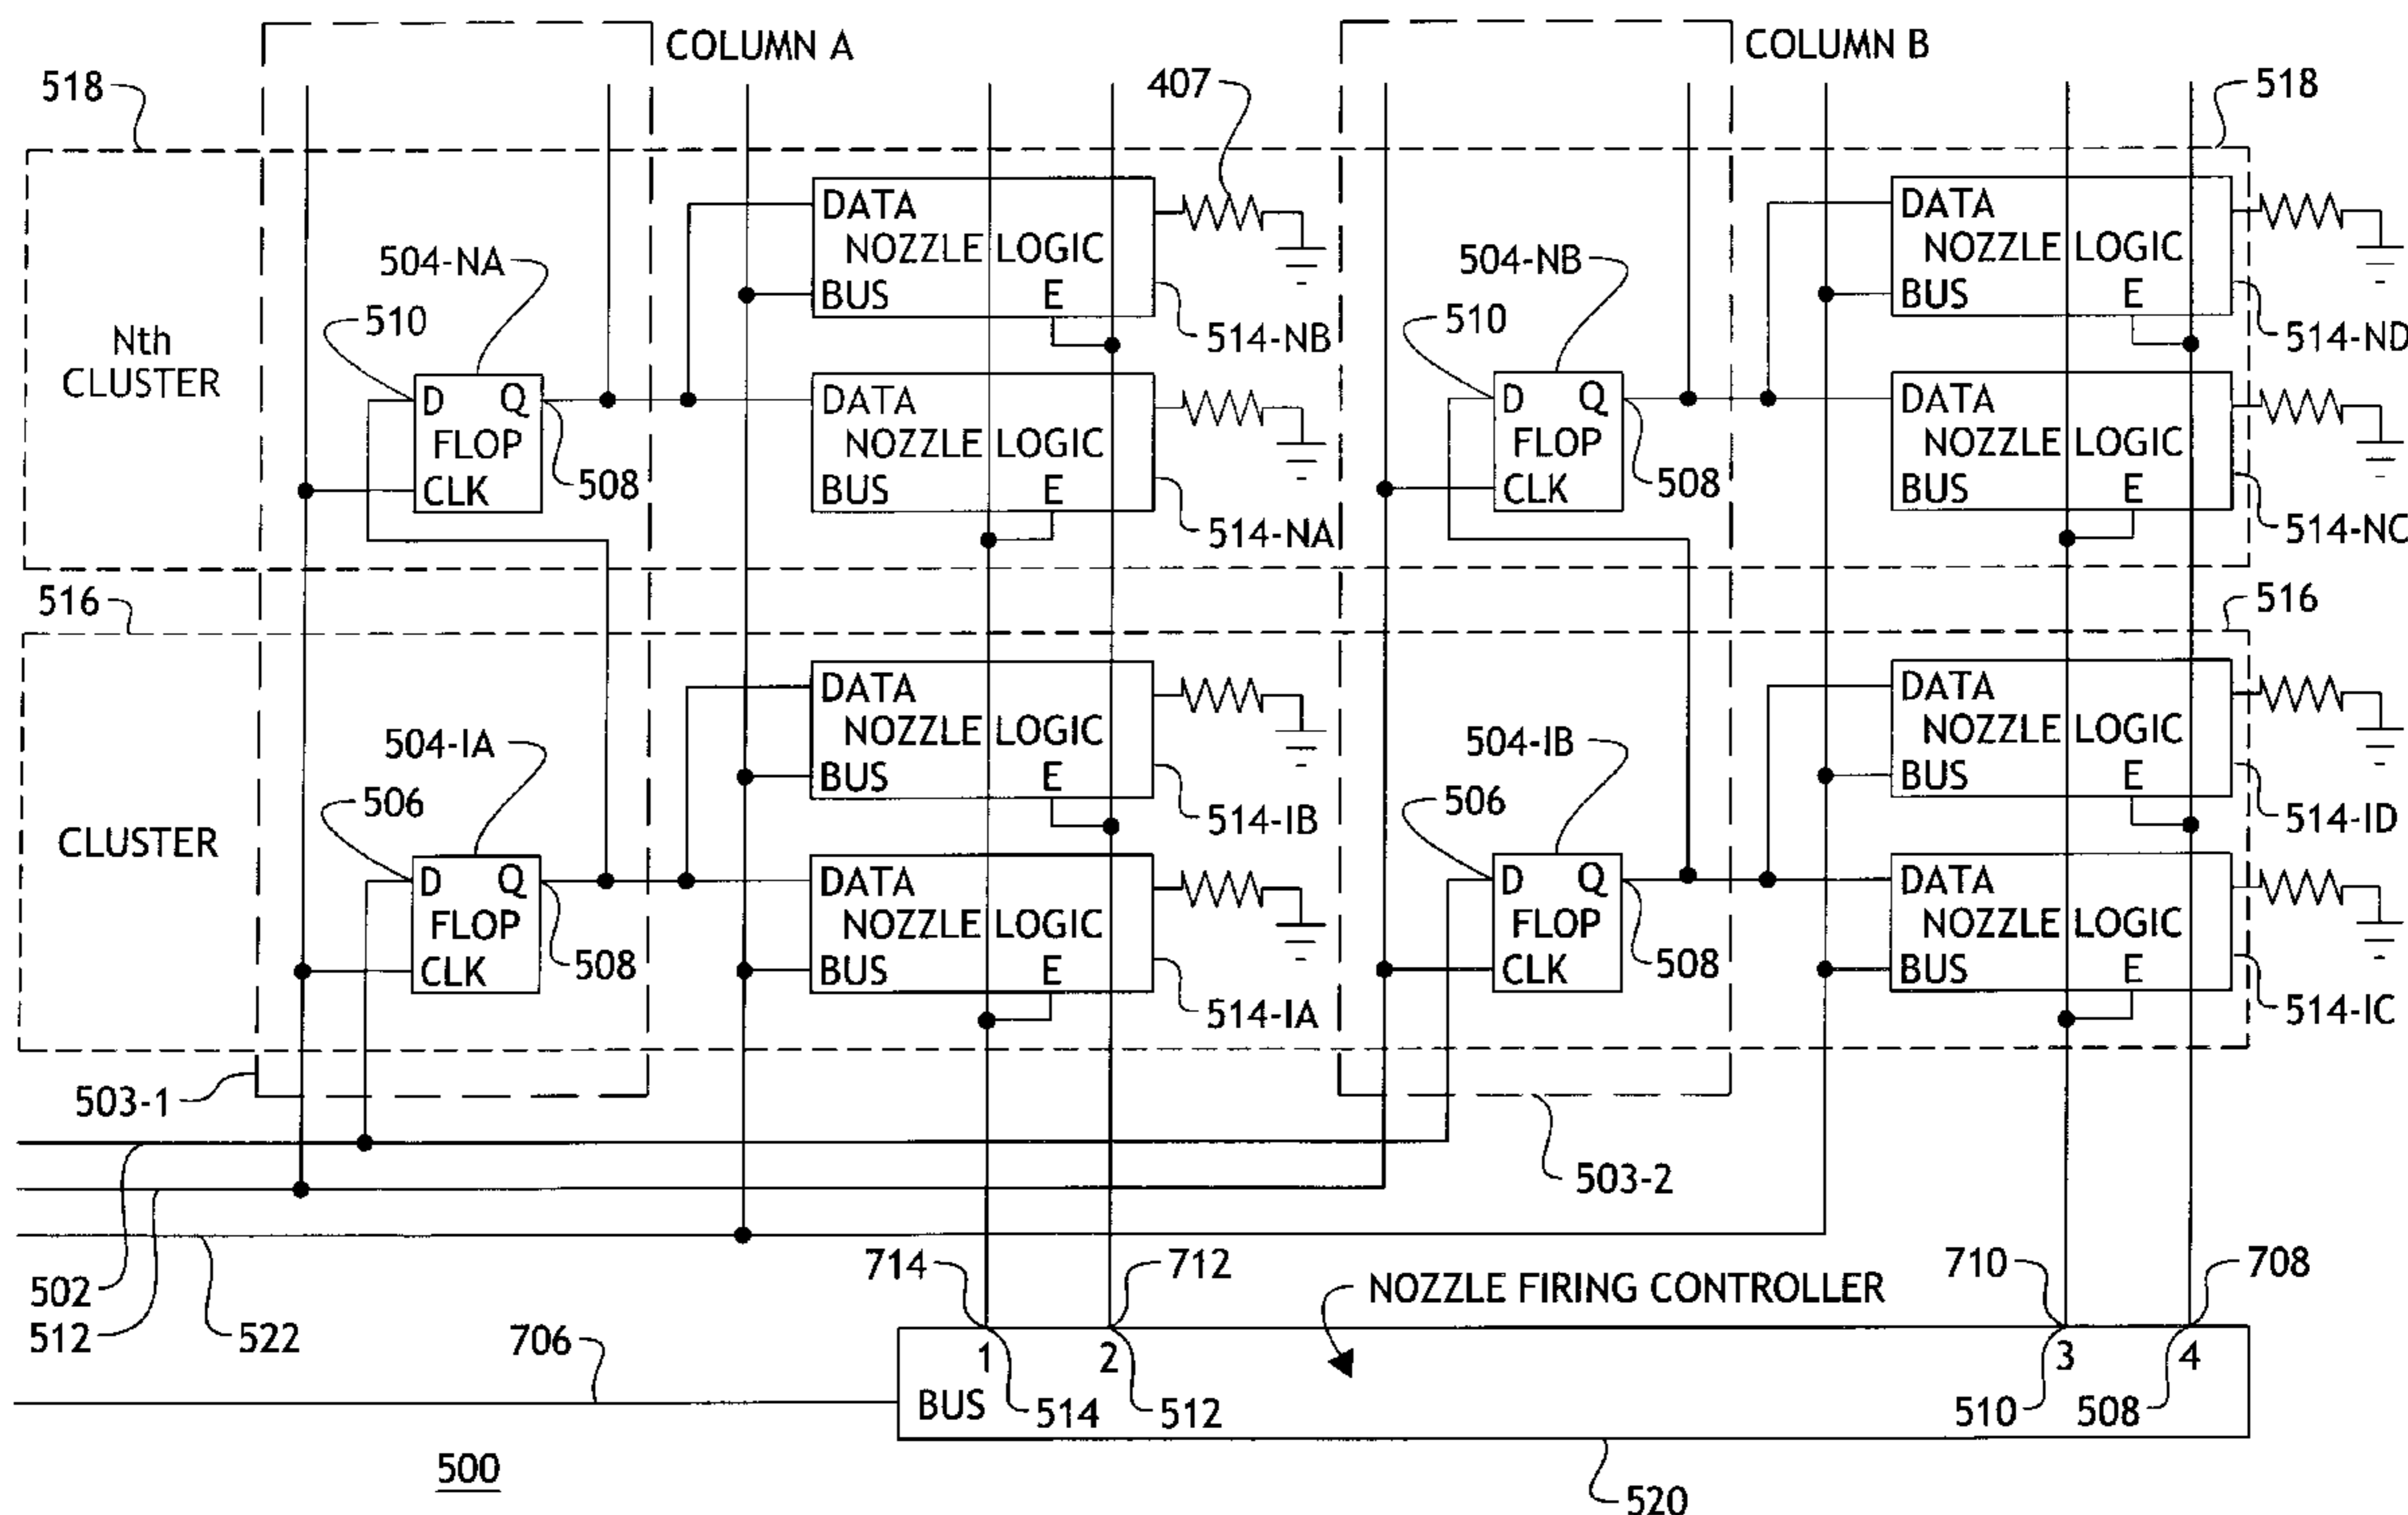 COLUMN A
COLUMN B
518
407
518
DATA
NOZZLE LOGIC
BUS E
DATA
NOZZLE LOGIC
BUS E
504-NA
504-NB
510
510
514-NB
514-ND
Nth
CLUSTER
D Q
FLOP
CLK
508
DATA
NOZZLE LOGIC
BUS E
514-NA
D Q
FLOP
CLK
508
DATA
NOZZLE LOGIC
BUS E
514-NC
516
516
DATA
NOZZLE LOGIC
BUS E
DATA
NOZZLE LOGIC
BUS E
504-IA
504-IB
506
506
514-IB
514-ID
CLUSTER
D Q
FLOP
CLK
508
DATA
NOZZLE LOGIC
BUS E
514-IA
D Q
FLOP
CLK
508
DATA
NOZZLE LOGIC
BUS E
514-IC
503-1
503-2
502
512
522
706
714
712
NOZZLE FIRING CONTROLLER
710
708
1 2 3 4
BUS
514
512
510
508
500
520